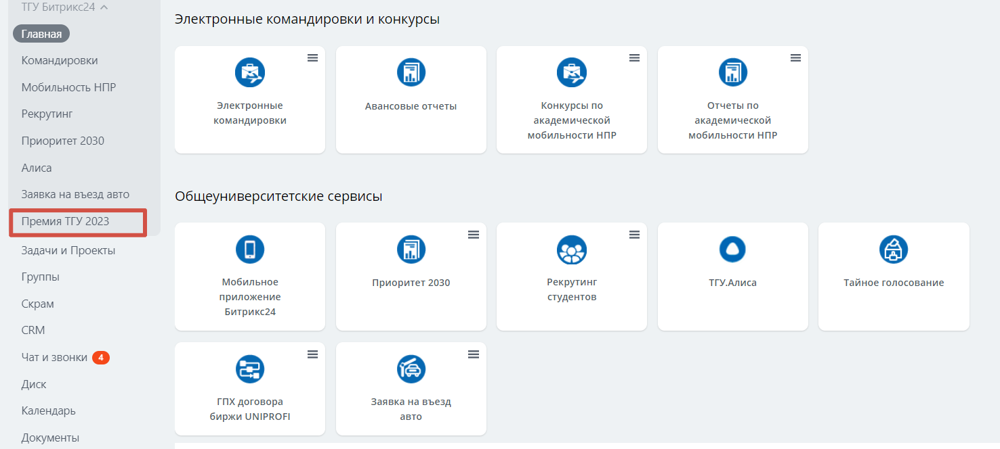 ТГУ Битрикс24
Главная
Командировки
Мобильность НПР
Рекрутинг
Приоритет 2030
Алиса
Заявка на въезд авто
Премия ТГУ 2023
Задачи и Проекты
Группы
Скрам
CRM
Чат и звонки 4
Диск
Календарь
Документы
Электронные командировки и конкурсы
Электронные
командировки
Авансовые отчеты
Конкурсы по
академической
мобильности НПР
Отчеты по
академической
мобильности НПР
Общеуниверситетские сервисы
Мобильное
приложение
Битрикс24
Приоритет 2030
Рекрутинг
студентов
ТГУ.Алиса
Тайное голосование
ГПХ договора
биржи UNIPROFI
Заявка на въезд
авто